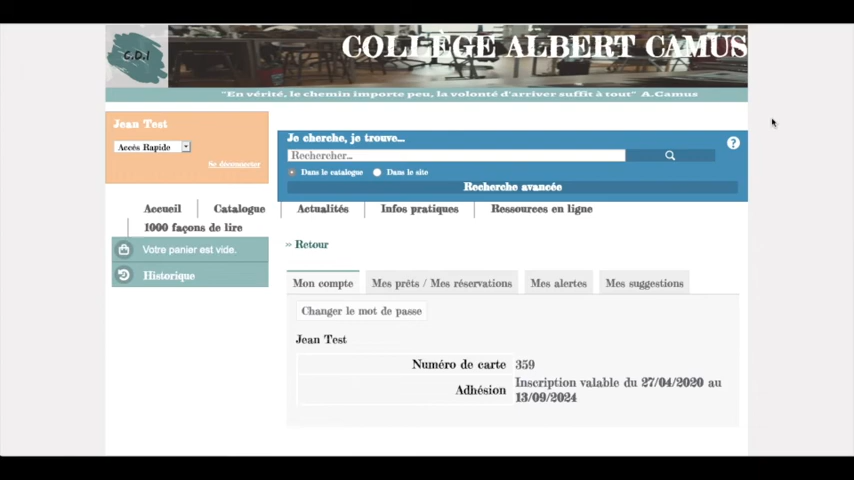 C.D.I
COLLÈGE ALBERT CAMUS
"En vérité, le chemin importe peu, la volonté d'arriver suffit à tout" A.Camus
Jean Test
Accès Rapide
Se déconnecter
Je cherche, je trouve...
Rechercher...
Dans le catalogue Dans le site
Recherche avancée
?
Accueil Catalogue Actualités Infos pratiques Ressources en ligne
1000 façons de lire
Votre panier est vide.
Historique
» Retour
Mon compte Mes prêts / Mes réservations Mes alertes Mes suggestions
Changer le mot de passe
Jean Test
Numéro de carte 359
Adhésion Inscription valable du 27/04/2020 au
13/09/2024